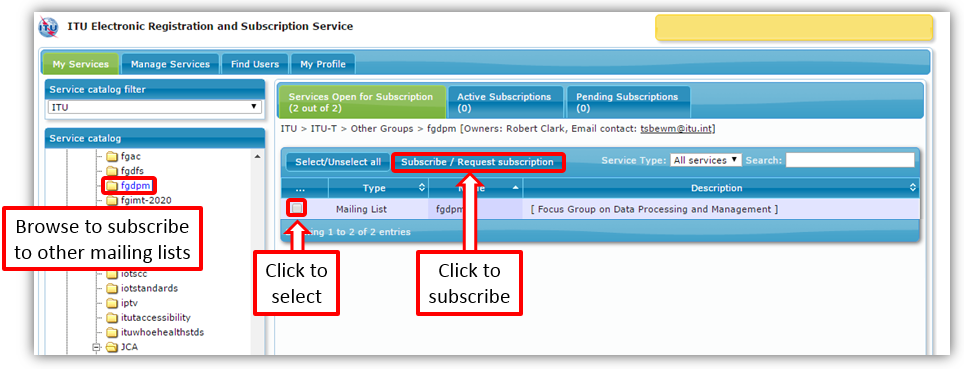 ITU Electronic Registration and Subscription Service
My Services
Manage Services
Find Users
My Profile
Service catalog filter
ITU
Service catalog
fgac
fgdfs
fgdpm
fgimt-2020
Browse to subscribe
to other mailing lists
iotscc
iotstandards
iptv
itutaccessibility
ituwhoehealthstds
JCA
Services Open for Subscription
(2 out of 2)
Active Subscriptions
(0)
Pending Subscriptions
(0)
ITU > ITU-T > Other Groups > fgdpm [Owners: Robert Clark, Email contact: tsbewm@itu.int]
Select/Unselect all
Subscribe / Request subscription
Service Type: All services Search:
... Type Description
Mailing List fgdpm [ Focus Group on Data Processing and Management ]
1 to 2 of 2 entries
Click to
select
Click to
subscribe